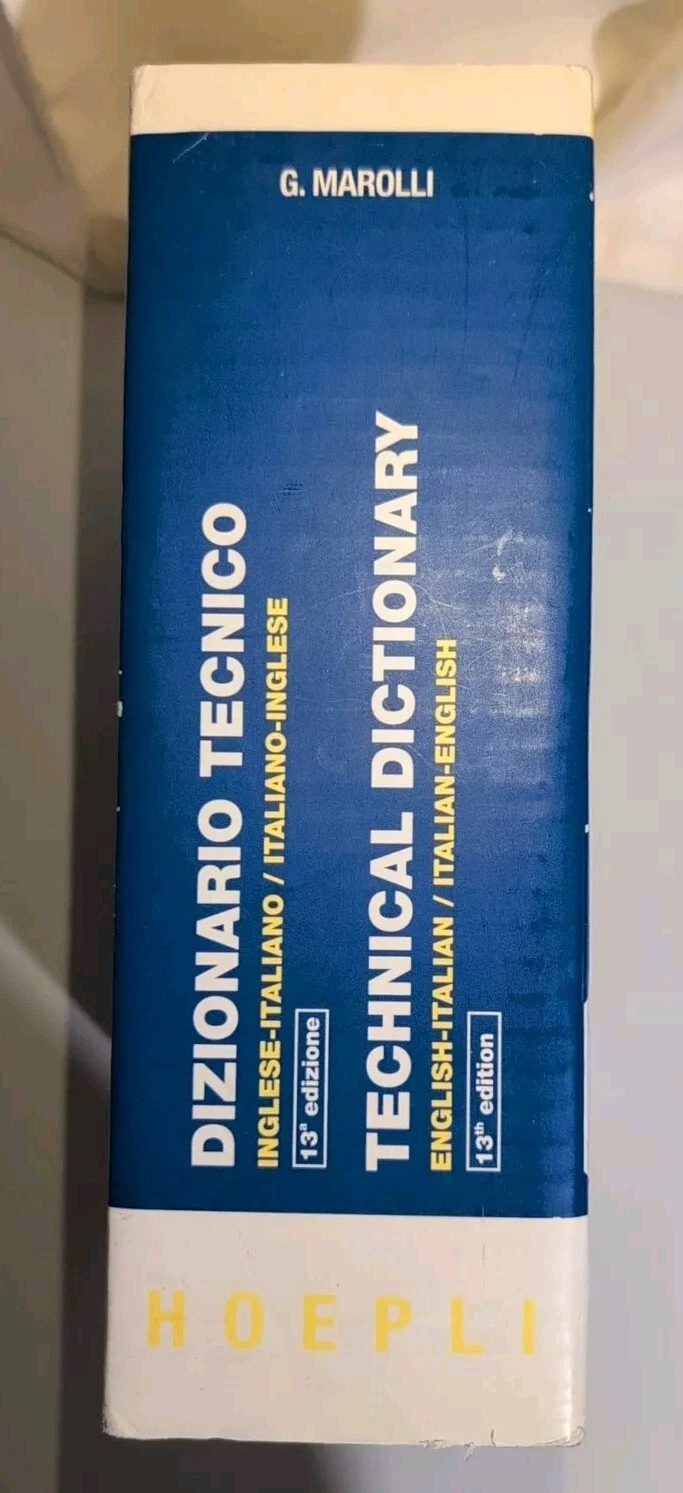 G. MAROLLI
DIZIONARIO TECNICO
INGLESE-ITALIANO / ITALIANO-INGLESE
13ª edizione
TECHNICAL DICTIONARY
ENGLISH-ITALIAN / ITALIAN-ENGLISH
13th edition
HOEPLI